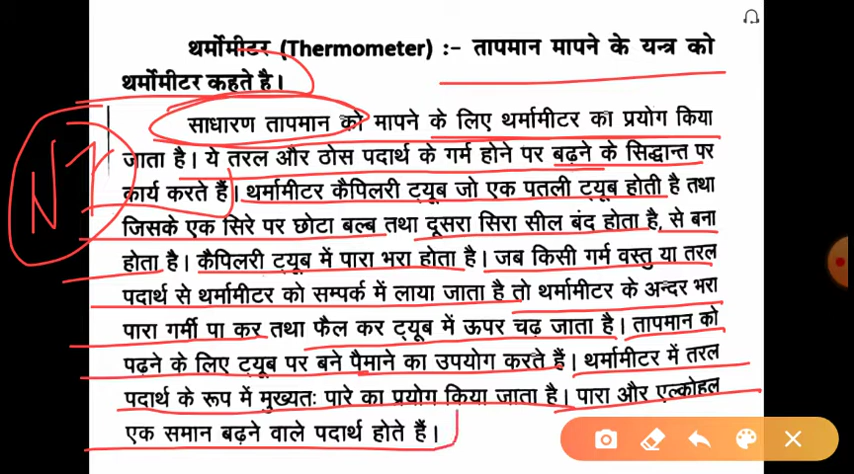 थर्मोमीटर (Thermometer) :- तापमान मापने के यन्त्र को
थर्मोमीटर कहते है।
साधारण तापमान को मापने के लिए थर्मामीटर का प्रयोग किया
जाता है। ये तरल और ठोस पदार्थ के गर्म होने पर बढ़ने के सिद्धान्त पर
कार्य करते हैं। थर्मामीटर कैपिलरी ट्यूब जो एक पतली ट्यूब होती है तथा
जिसके एक सिरे पर छोटा बल्ब तथा दूसरा सिरा सील बंद होता है, से बना
होता है। कैपिलरी ट्यूब में पारा भरा होता है। जब किसी गर्म वस्तु या तरल
पदार्थ से थर्मामीटर को सम्पर्क में लाया जाता है तो थर्मामीटर के अन्दर भरा
पारा गर्मी पा कर तथा फैल कर ट्यूब में ऊपर चढ़ जाता है। तापमान को
पढ़ने के लिए ट्यूब पर बने पैमाने का उपयोग करते हैं। थर्मामीटर में तरल
पदार्थ के रूप में मुख्यतः पारे का प्रयोग किया जाता है। पारा और एल्कोहल
एक समान बढ़ने वाले पदार्थ होते हैं।